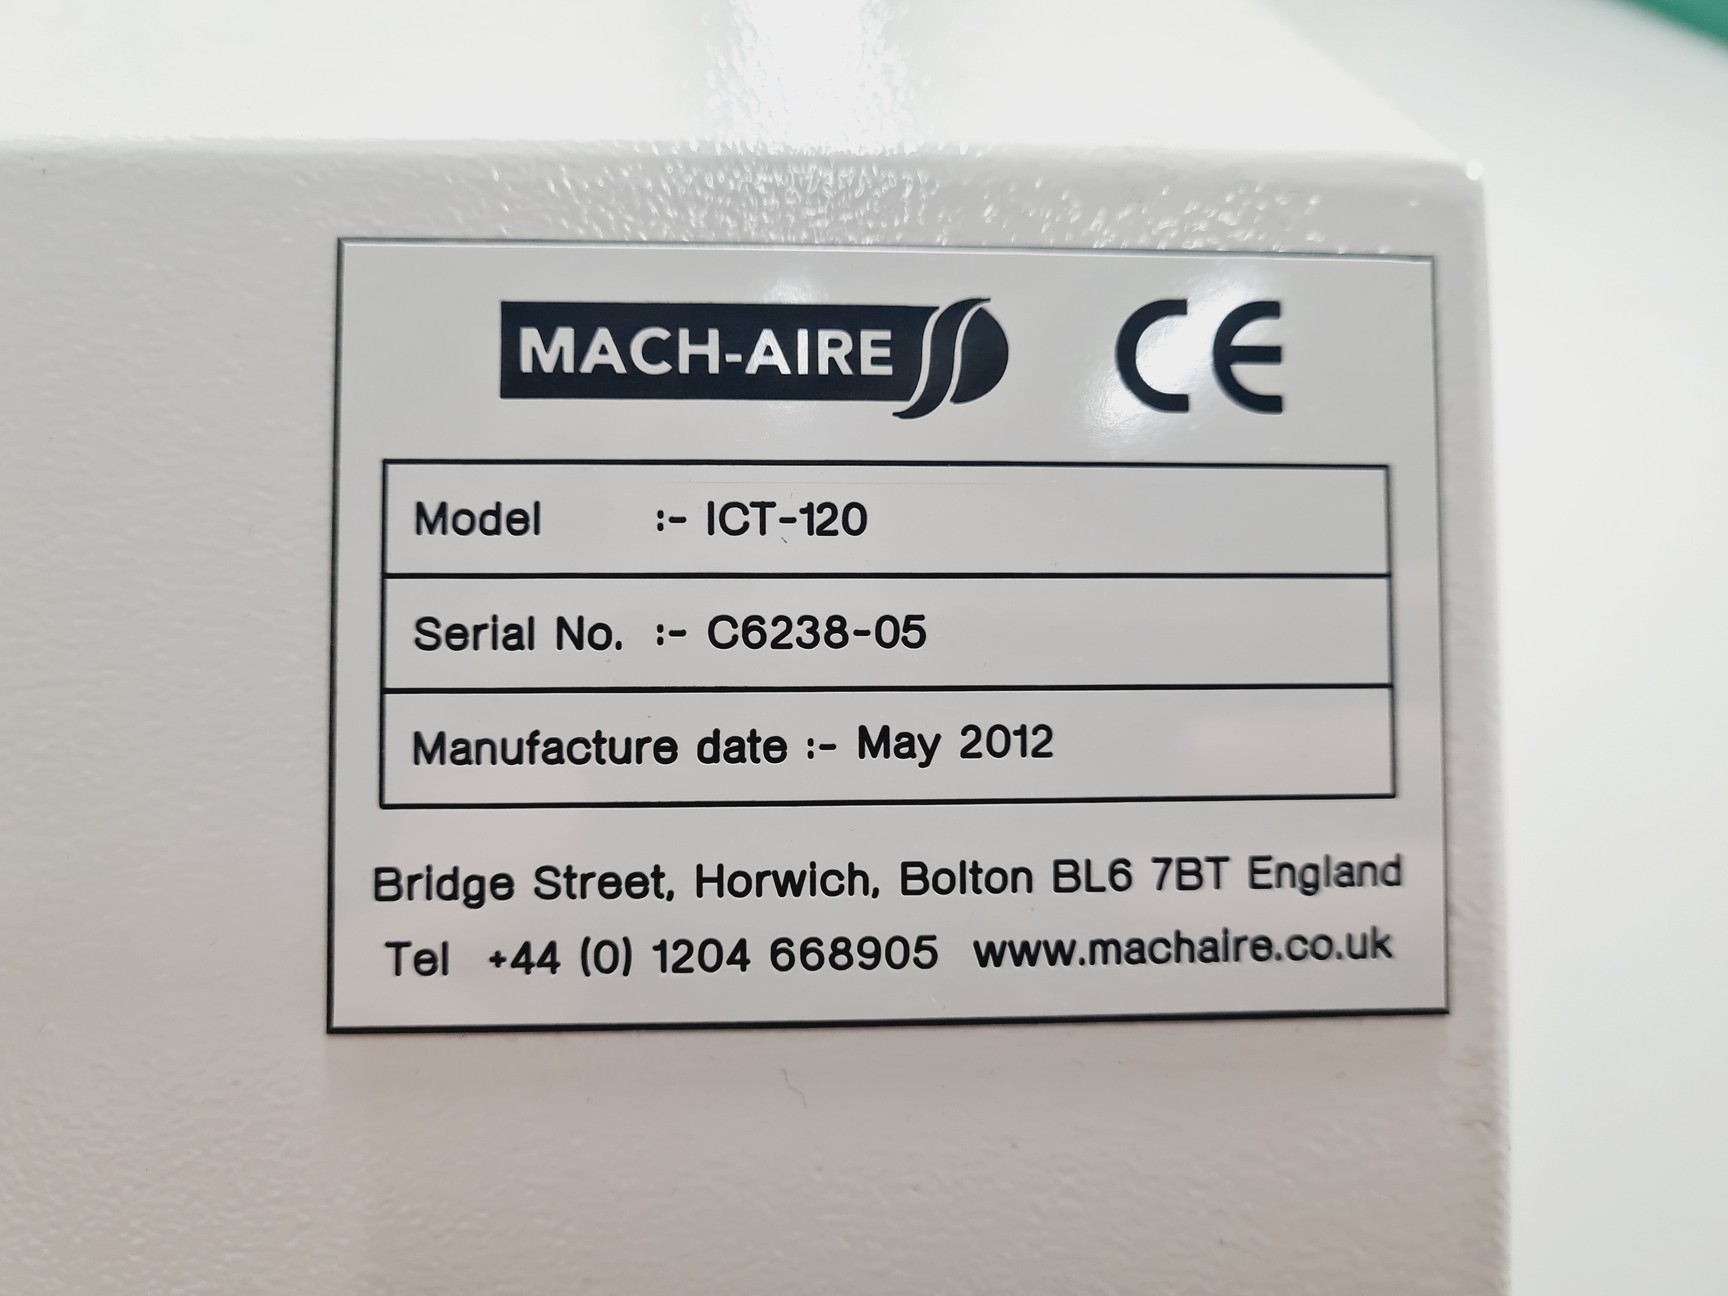 MACH-AIRE CE
Model :- ICT-120
Serial No. :- C6238-05
Manufacture date :- May 2012
Bridge Street, Horwich, Bolton BL6 7BT England
Tel +44 (0) 1204 668905 www.machaire.co.uk